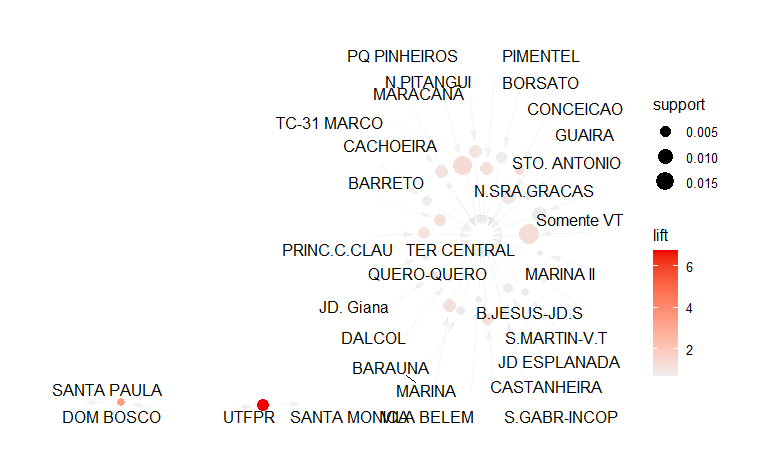 PQ PINHEIROS
PIMENTEL
N.PITANGUI
BORSATO
MARACANÃ
CONCEICAO
TC-31 MARCO
GUAIRA
CACHOEIRA
STO. ANTONIO
BARRETO
N.SRA.GRACAS
Somente VT
PRINC.C.CLAU
TER CENTRAL
QUERO-QUERO
MARINA II
JD. Giana
B.JESUS-JD.S
DALCOL
S.MARTIN-V.T
BARAUNA
JD ESPLANADA
MARINA
CASTANHEIRA
SANTA PAULA
DOM BOSCO
UTFPR
SANTA MONICA
VILA BELEM
S.GABR-INCOP
support
0.005
0.010
0.015
lift
6
4
2